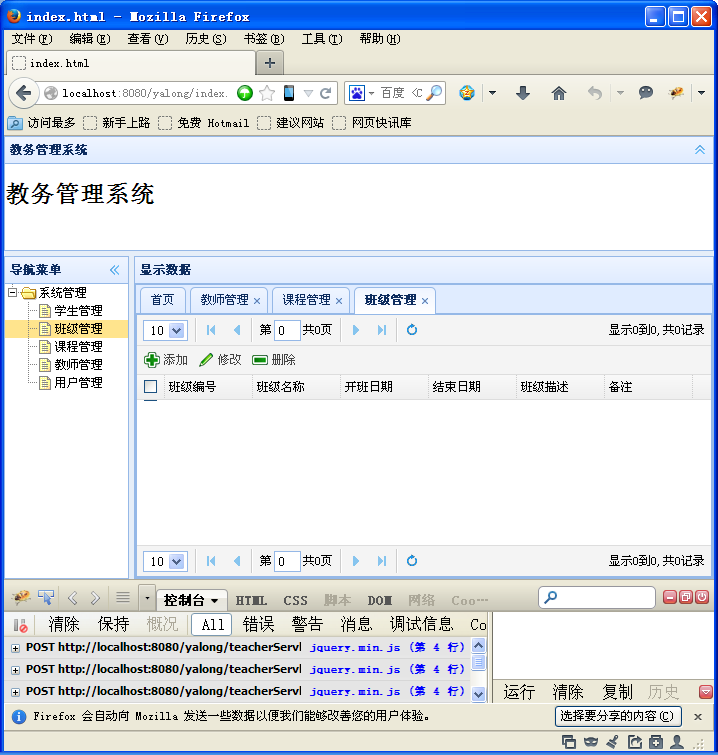 index.html - Mozilla Firefox
文件(F) 编辑(E) 查看(V) 历史(S) 书签(B) 工具(T) 帮助(H)
index.html
localhost:8080/yalong/index. 百度
访问最多 新手上路 免费 Hotmail 建议网站 网页快讯库
教务管理系统
教务管理系统
导航菜单
系统管理
学生管理
班级管理
课程管理
教师管理
用户管理
显示数据
首页 教师管理 课程管理 班级管理
10 第 0 共0页 显示0到0, 共0记录
添加 修改 删除
班级编号 班级名称 开班日期 结束日期 班级描述 备注
10 第 0 共0页 显示0到0, 共0记录
控制台 HTML CSS 脚本 DOM 网络 Coo…
清除 保持 概况 All 错误 警告 消息 调试信息 Co
POST http://localhost:8080/yalong/teacherServl jquery.min.js (第 4 行)
POST http://localhost:8080/yalong/teacherServl jquery.min.js (第 4 行)
POST http://localhost:8080/yalong/teacherServl jquery.min.js (第 4 行)
运行 清除 复制 历史
Firefox 会自动向 Mozilla 发送一些数据以便我们能够改善您的用户体验。 选择要分享的内容(C)